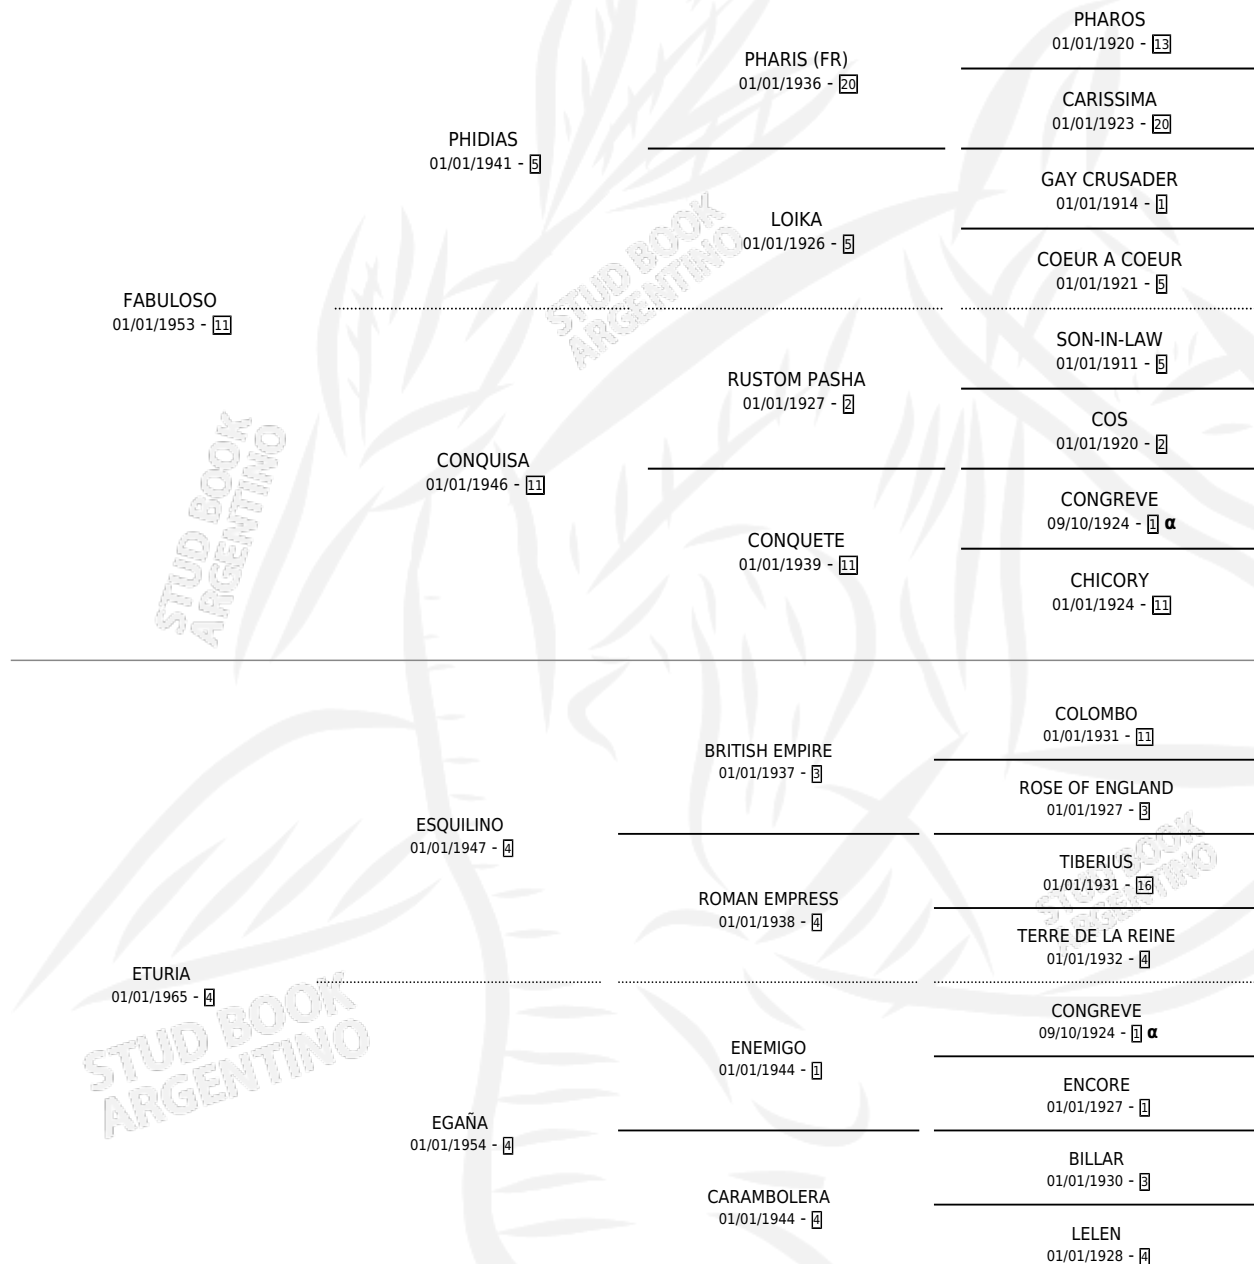 PHAROS
01/01/1920 - 13
PHARIS (FR)
01/01/1936 - 20
CARISSIMA
01/01/1923 - 20
PHIDIAS
01/01/1941 - 5
GAY CRUSADER
01/01/1914 - 1
LOIKA
01/01/1926 - 5
COEUR A COEUR
01/01/1921 - 5
STUD BOOK
ARGENTINO
FABULOSO
01/01/1953 - 11
SON-IN-LAW
01/01/1911 - 5
RUSTOM PASHA
01/01/1927 - 2
COS
01/01/1920 - 2
CONQUISA
01/01/1946 - 11
CONGREVE
09/10/1924 - 1 α
CONQUETE
01/01/1939 - 11
CHICORY
01/01/1924 - 11
STUD BOOK
ARGENTINO
COLOMBO
01/01/1931 - 11
BRITISH EMPIRE
01/01/1937 - 3
ROSE OF ENGLAND
01/01/1927 - 3
ESQUILINO
01/01/1947 - 4
TIBERIUS
01/01/1931 - 16
STUD BOOK
ARGENTINO
ROMAN EMPRESS
01/01/1938 - 4
TERRE DE LA REINE
01/01/1932 - 4
ETURIA
01/01/1965 - 4
STUD BOOK
ARGENTINO
CONGREVE
09/10/1924 - 1 α
ENEMIGO
01/01/1944 - 1
ENCORE
01/01/1927 - 1
EGAÑA
01/01/1954 - 4
BILLAR
01/01/1930 - 3
CARAMBOLERA
01/01/1944 - 4
LELEN
01/01/1928 - 4